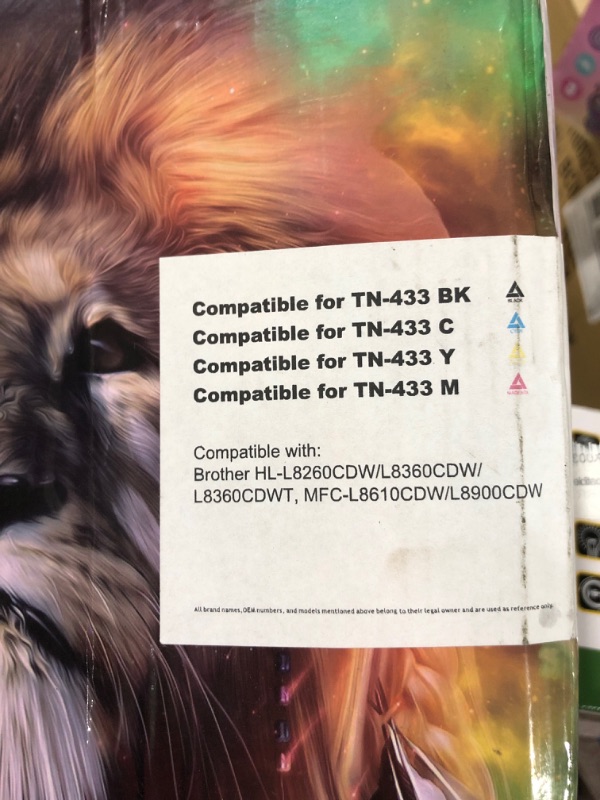 Compatible for TN-433 BK
BLACK
Compatible for TN-433 C
Compatible for TN-433 Y
Compatible for TN-433 M
MAGENTA
Compatible with:
Brother HL-L8260CDW/L8360CDW/
L8360CDWT, MFC-L8610CDW/L8900CDW
All brand names, OEM numbers, and models mentioned above belong to their legal owner and are used as reference only.